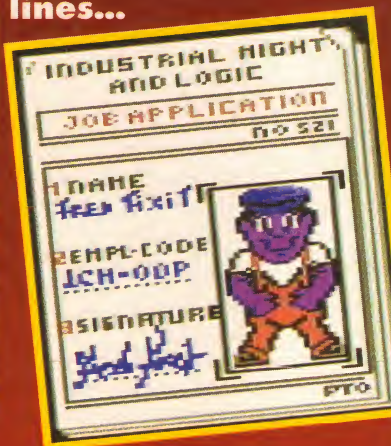 lines...
INDUSTRIAL MIGHT
AND LOGIC
JOB APPLICATION
NO 521
1 NAME
Fred Fixit
2 EMPL-CODE
ICH-OOP
3 SIGNATURE
PTO